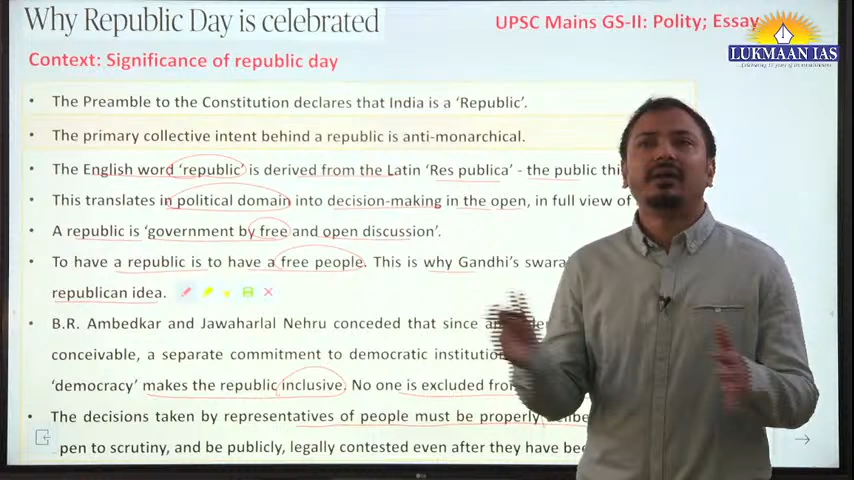 Why Republic Day is celebrated
UPSC Mains GS-II: Polity; Essay
LUKMAAN IAS
Context: Significance of republic day
• The Preamble to the Constitution declares that India is a 'Republic'.
• The primary collective intent behind a republic is anti-monarchical.
• The English word 'republic' is derived from the Latin 'Res publica' - the public thi
• This translates in political domain into decision-making in the open, in full view of
• A republic is 'government by free and open discussion'.
• To have a republic is to have a free people. This is why Gandhi's swara
republican idea.
• B.R. Ambedkar and Jawaharlal Nehru conceded that since a
conceivable, a separate commitment to democratic institutio
'democracy' makes the republic inclusive. No one is excluded fro
• The decisions taken by representatives of people must be properly
pen to scrutiny, and be publicly, legally contested even after they have bee